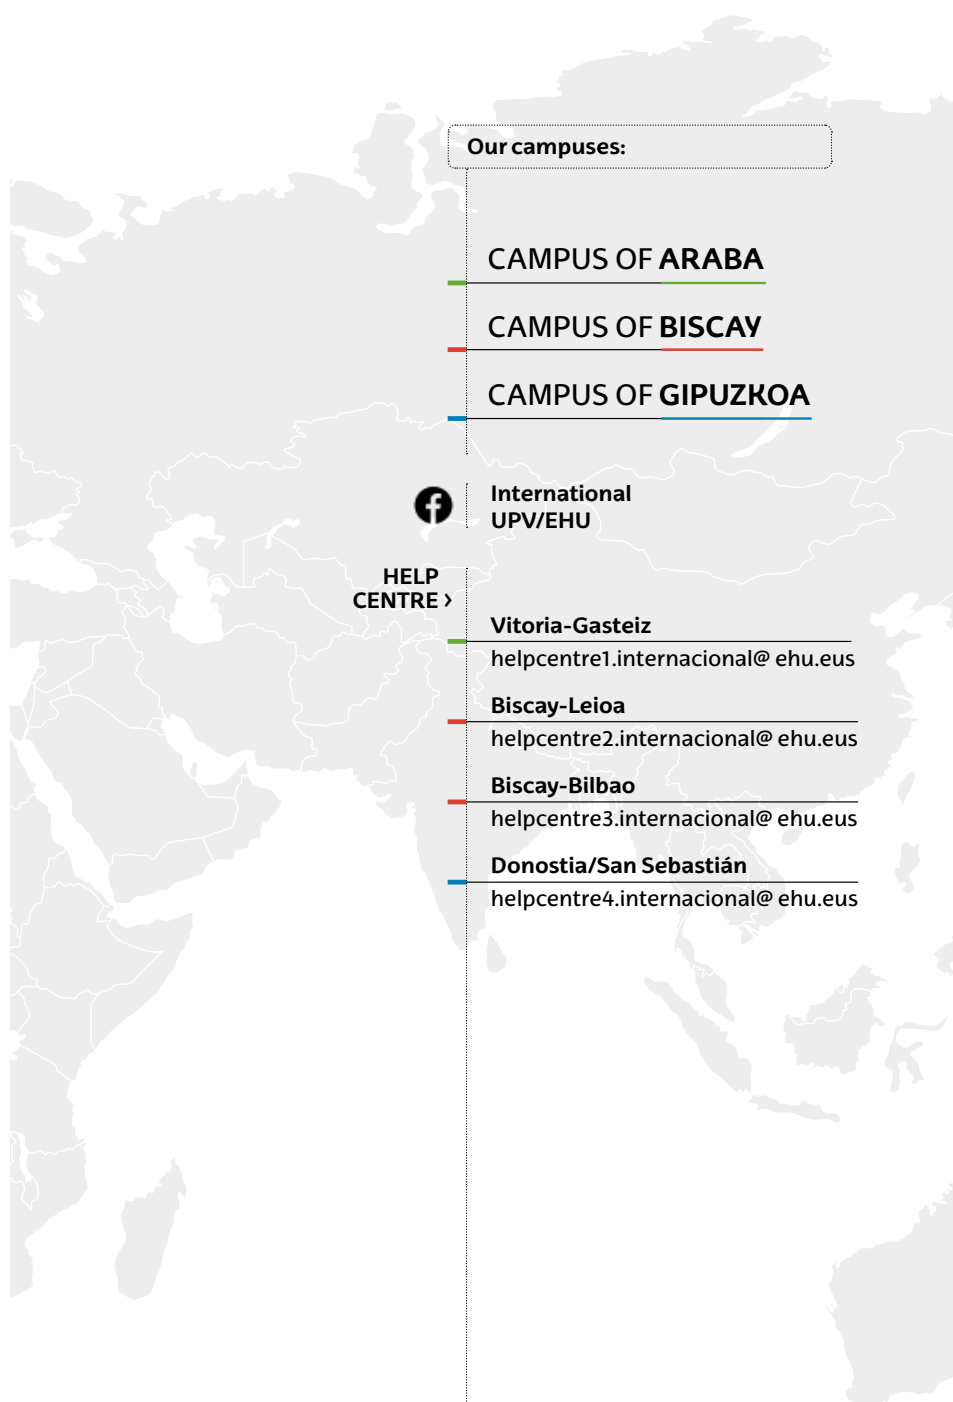 Our campuses:
CAMPUS OF ARABA
CAMPUS OF BISCAY
CAMPUS OF GIPUZKOA
International
UPV/EHU
HELP
CENTRE ›
Vitoria-Gasteiz
helpcentre1.internacional@ ehu.eus
Biscay-Leioa
helpcentre2.internacional@ ehu.eus
Biscay-Bilbao
helpcentre3.internacional@ ehu.eus
Donostia/San Sebastián
helpcentre4.internacional@ ehu.eus